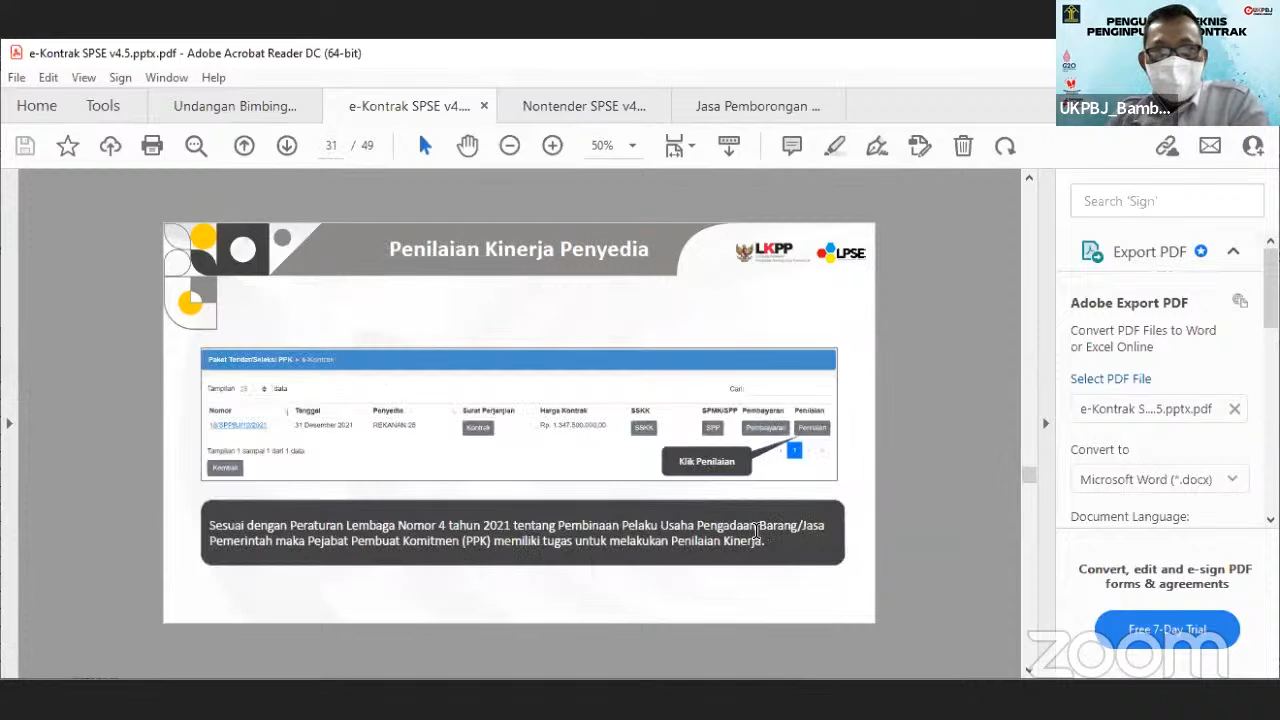 e-Kontrak SPSE v4.5.pptx.pdf - Adobe Acrobat Reader DC (64-bit)
File Edit View Sign Window Help
Home Tools Undangan Bimbing... e-Kontrak SPSE v4.... × Nontender SPSE v4... Jasa Pemborongan ...
31 / 49 50%
UKPBJ_Bamb...
G20
UKPBJ
Penilaian Kinerja Penyedia
LKPP
LPSE
Paket Tender/Seleksi PPK » e-Kontrak
Tampilan 25 data Cari:
Nomor Tanggal Penyedia Surat Perjanjian Harga Kontrak SSKK SPMK/SPP Pembayaran Penilaian
31 Desember 2021 REKANAN 26 Kontrak Rp. 1.347.500.000,00 SSKK SPP Pembayaran Penilaian
Tampilan 1 sampai 1 dari 1 data 1
Kembali
Klik Penilaian
Sesuai dengan Peraturan Lembaga Nomor 4 tahun 2021 tentang Pembinaan Pelaku Usaha Pengadaan Barang/Jasa
Pemerintah maka Pejabat Pembuat Komitmen (PPK) memiliki tugas untuk melakukan Penilaian Kinerja.
Search 'Sign'
Export PDF
Adobe Export PDF
Convert PDF Files to Word
or Excel Online
Select PDF File
e-Kontrak S....5.pptx.pdf
Convert to
Microsoft Word (*.docx)
Document Language:
Convert, edit and e-sign PDF
forms & agreements
Free 7-Day Trial
zoom